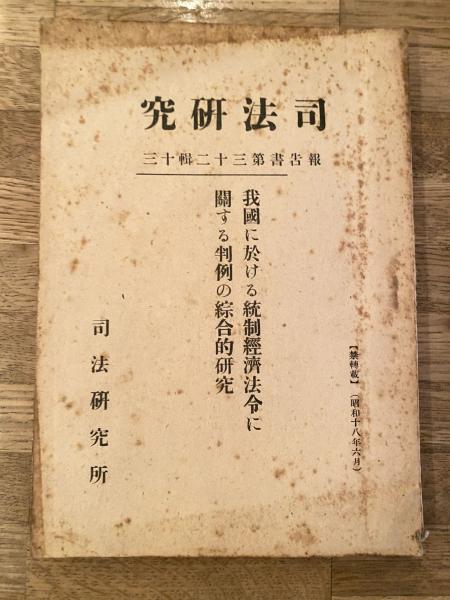 司法研究
報告書第三十二輯十三
【禁轉載】（昭和十八年六月）
我國に於ける統制經濟法令に
關する判例の綜合的研究
司法硏究所